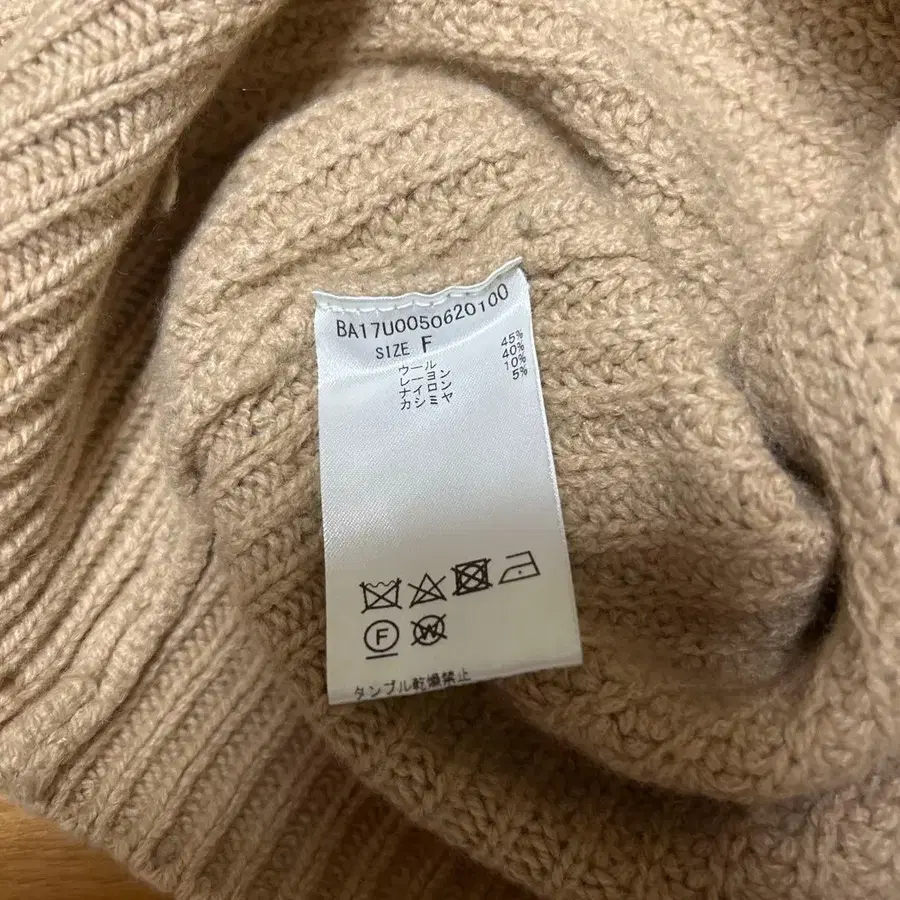 BA17U0050620100
SIZE F
ウール 45%
レーヨン 40%
ナイロン 10%
カシミヤ 5%
F W
タンブル乾燥禁止